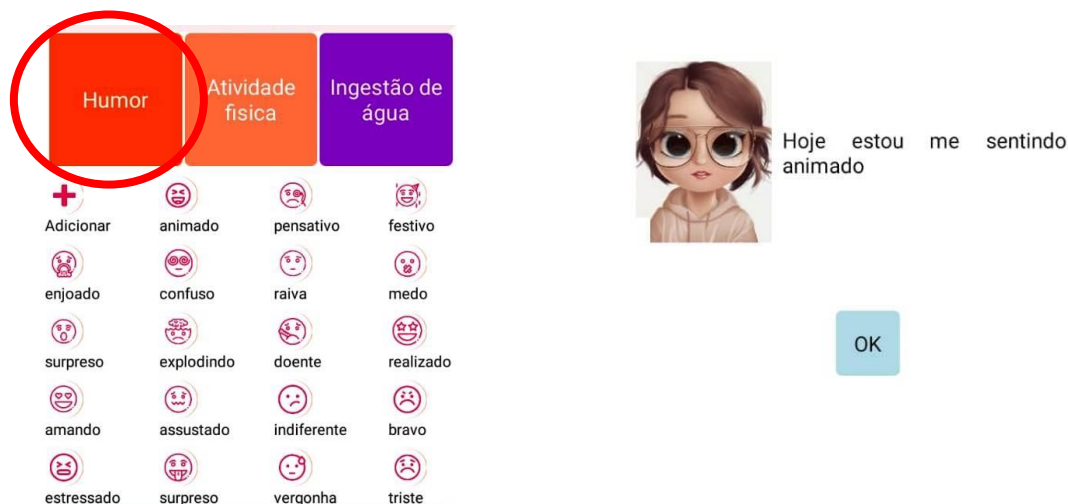 Humor
Atividade
fisica
Ingestão de
água
Adicionar
animado
pensativo
festivo
enjoado
confuso
raiva
medo
surpreso
explodindo
doente
realizado
amando
assustado
indiferente
bravo
estressado
surpreso
vergonha
triste
Hoje estou me sentindo
animado
OK